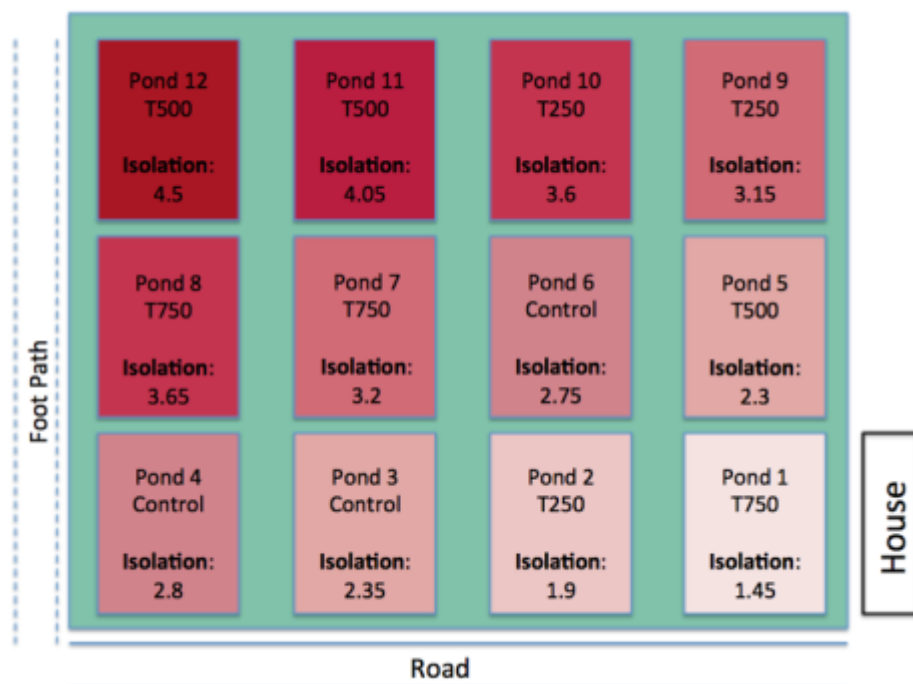 Pond 12
T500
Isolation:
4.5
Pond 11
T500
Isolation:
4.05
Pond 10
T250
Isolation:
3.6
Pond 9
T250
Isolation:
3.15
Pond 8
T750
Isolation:
3.65
Pond 7
T750
Isolation:
3.2
Pond 6
Control
Isolation:
2.75
Pond 5
T500
Isolation:
2.3
Pond 4
Control
Isolation:
2.8
Pond 3
Control
Isolation:
2.35
Pond 2
T250
Isolation:
1.9
Pond 1
T750
Isolation:
1.45
Foot Path
House
Road